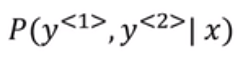 P(y^{<1>}, y^{<2>} | x)